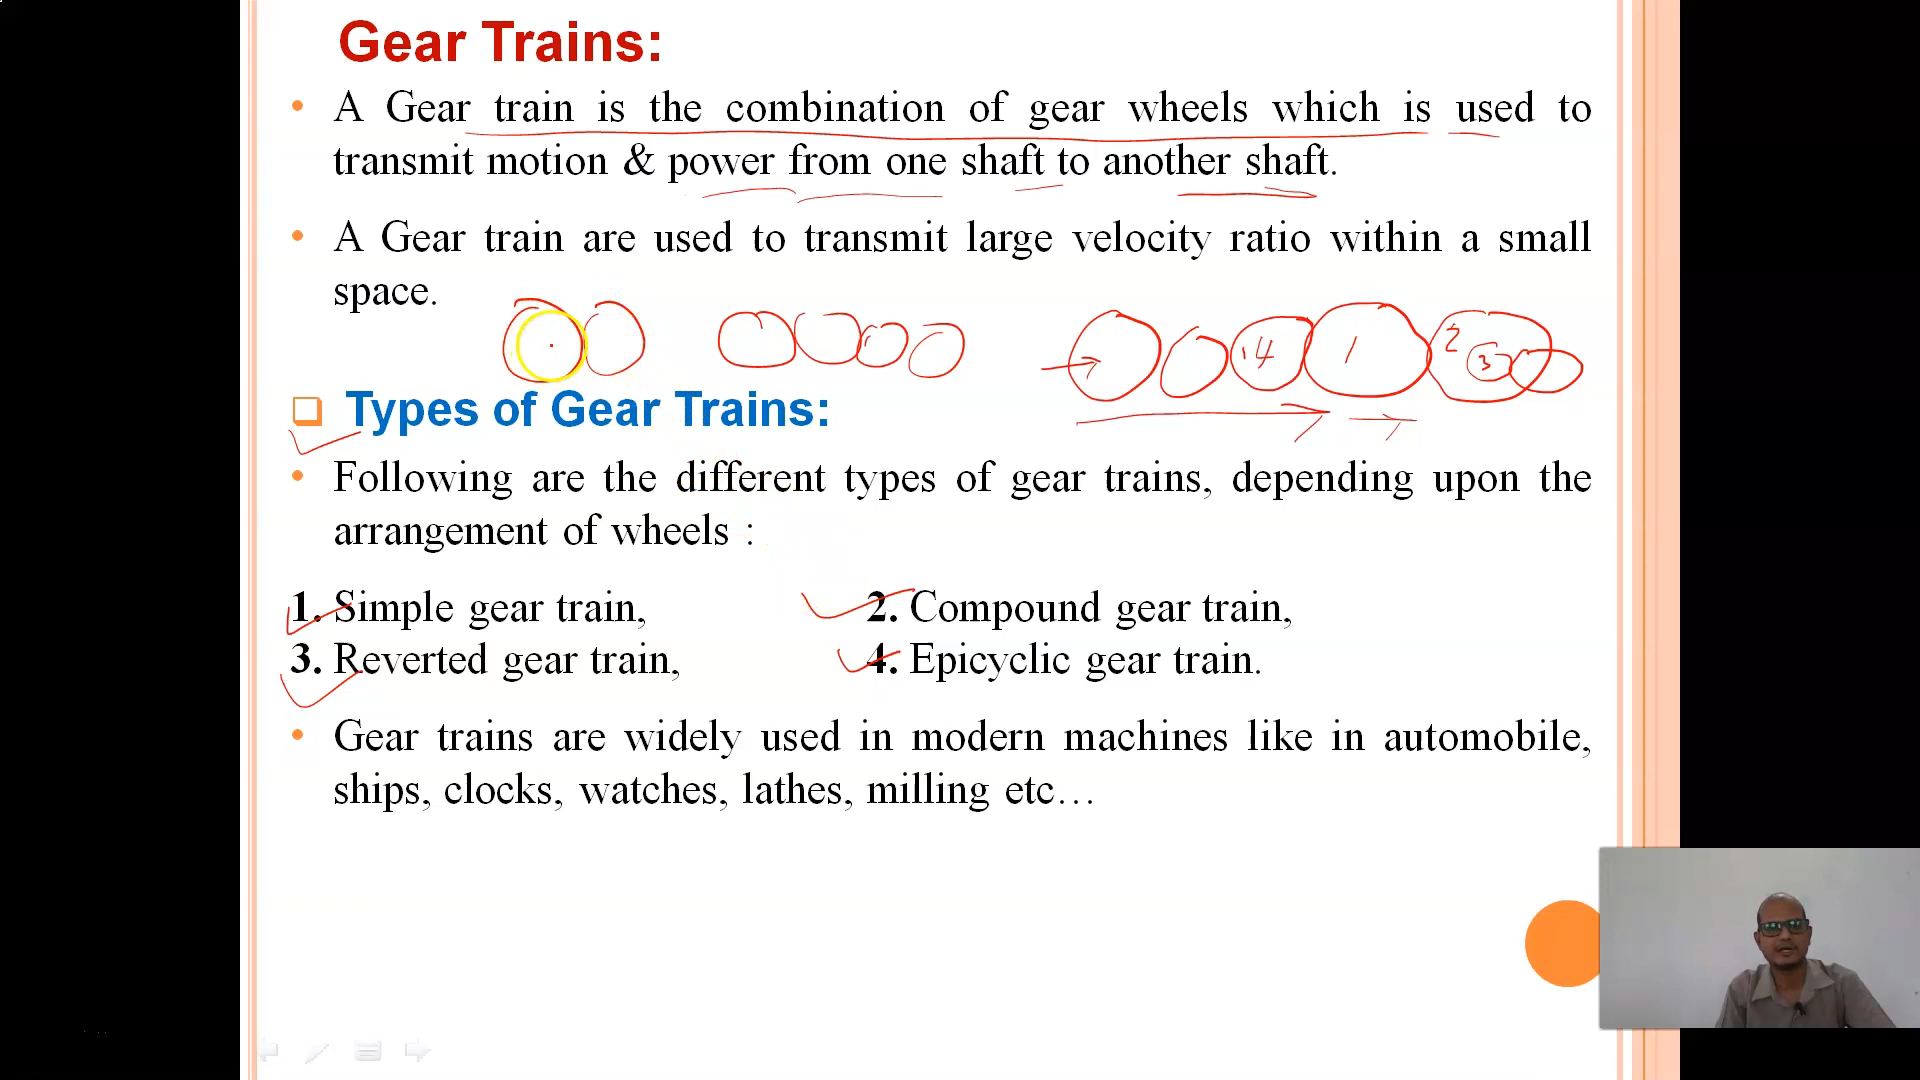 Gear Trains:
• A Gear train is the combination of gear wheels which is used to
transmit motion & power from one shaft to another shaft.
• A Gear train are used to transmit large velocity ratio within a small
space.
14 1 2 3
Types of Gear Trains:
• Following are the different types of gear trains, depending upon the
arrangement of wheels :
1. Simple gear train, 2. Compound gear train,
3. Reverted gear train, 4. Epicyclic gear train.
• Gear trains are widely used in modern machines like in automobile,
ships, clocks, watches, lathes, milling etc…